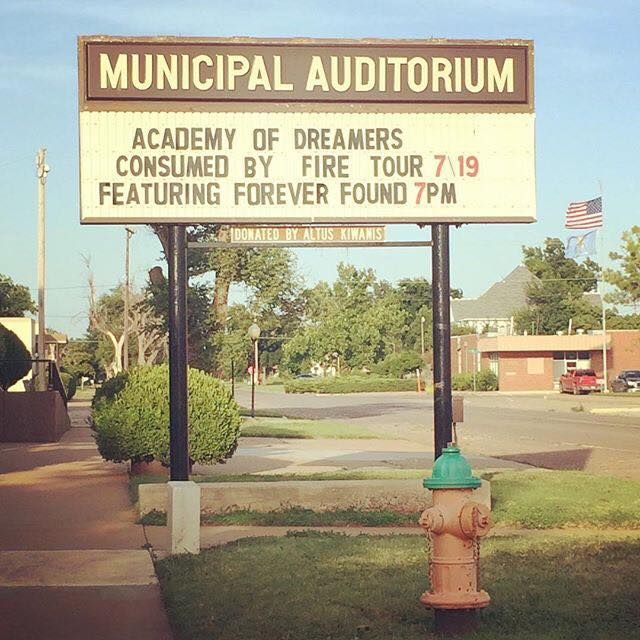 MUNICIPAL AUDITORIUM
ACADEMY OF DREAMERS
CONSUMED BY FIRE TOUR 7\19
FEATURING FOREVER FOUND 7PM
DONATED BY ALTUS KIWANIS